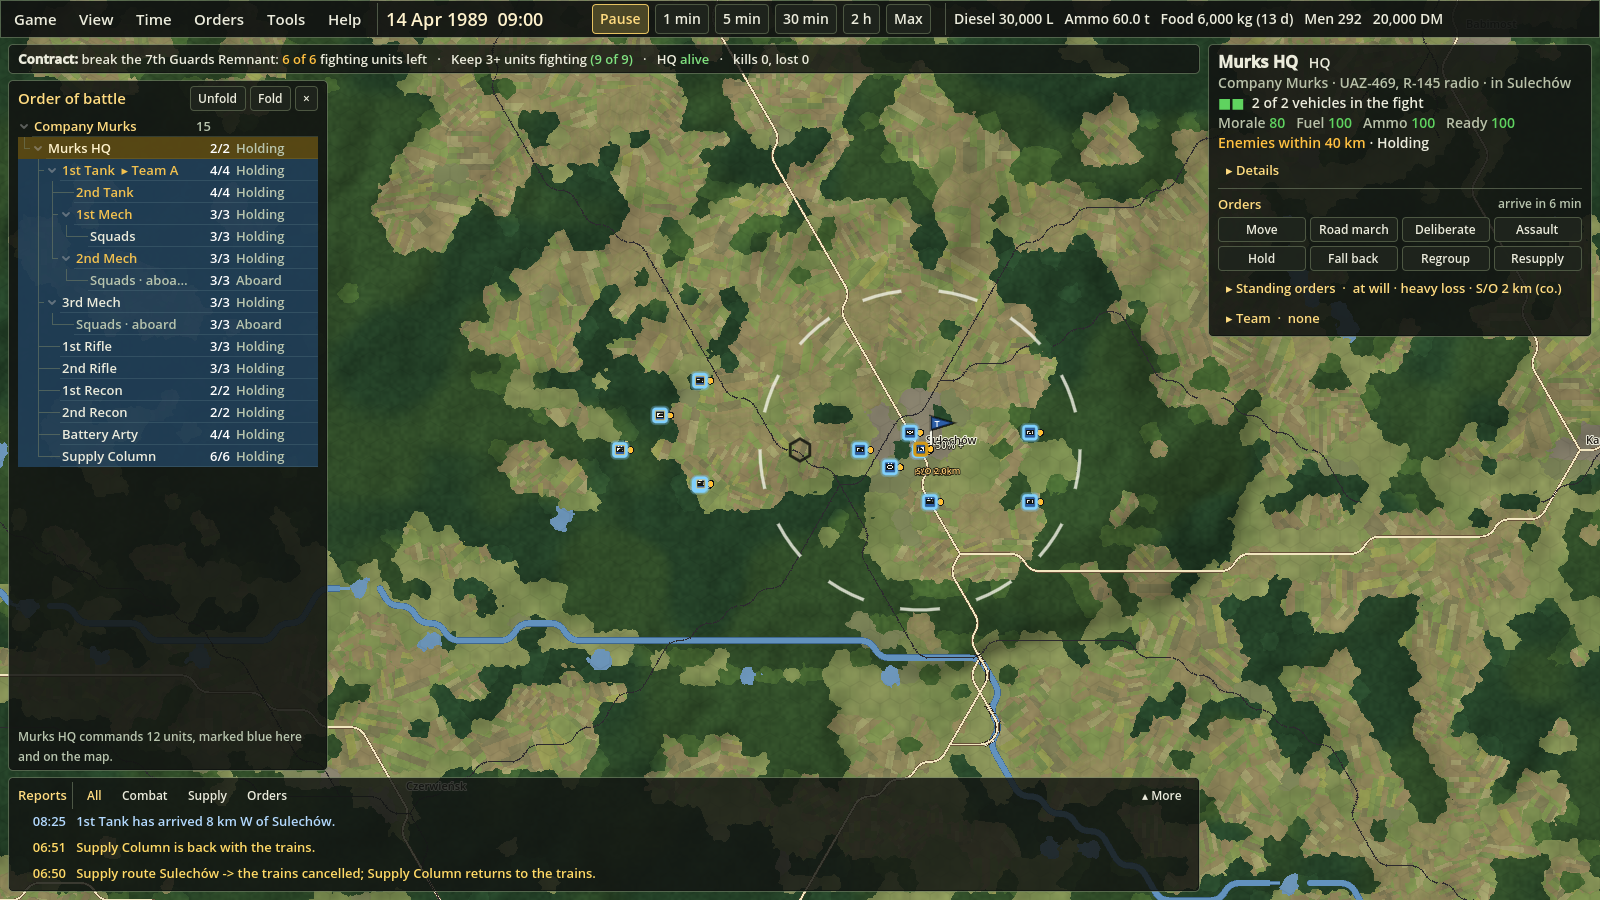 Game View Time Orders Tools Help 14 Apr 1989 09:00 Pause 1 min 5 min 30 min 2 h Max Diesel 30,000 L Ammo 60.0 t Food 6,000 kg (13 d) Men 292 20,000 DM
Contract: break the 7th Guards Remnant: 6 of 6 fighting units left · Keep 3+ units fighting (9 of 9) · HQ alive · kills 0, lost 0
Order of battle Unfold Fold ×
Company Murks 15
Murks HQ 2/2 Holding
1st Tank ▸ Team A 4/4 Holding
2nd Tank 4/4 Holding
1st Mech 3/3 Holding
Squads 3/3 Holding
2nd Mech 3/3 Holding
Squads · aboa... 3/3 Aboard
3rd Mech 3/3 Holding
Squads · aboard 3/3 Aboard
1st Rifle 3/3 Holding
2nd Rifle 3/3 Holding
1st Recon 2/2 Holding
2nd Recon 2/2 Holding
Battery Arty 4/4 Holding
Supply Column 6/6 Holding
Murks HQ commands 12 units, marked blue here
and on the map.
Murks HQ HQ
Company Murks · UAZ-469, R-145 radio · in Sulechów
2 of 2 vehicles in the fight
Morale 80 Fuel 100 Ammo 100 Ready 100
Enemies within 40 km · Holding
▸ Details
Orders arrive in 6 min
Move Road march Deliberate Assault
Hold Fall back Regroup Resupply
▸ Standing orders · at will · heavy loss · S/O 2 km (co.)
▸ Team · none
Sulechów
S/O 2.0km
Ka
Czerwieńsk
Reports All Combat Supply Orders ▴ More
08:25 1st Tank has arrived 8 km W of Sulechów.
06:51 Supply Column is back with the trains.
06:50 Supply route Sulechów -> the trains cancelled; Supply Column returns to the trains.